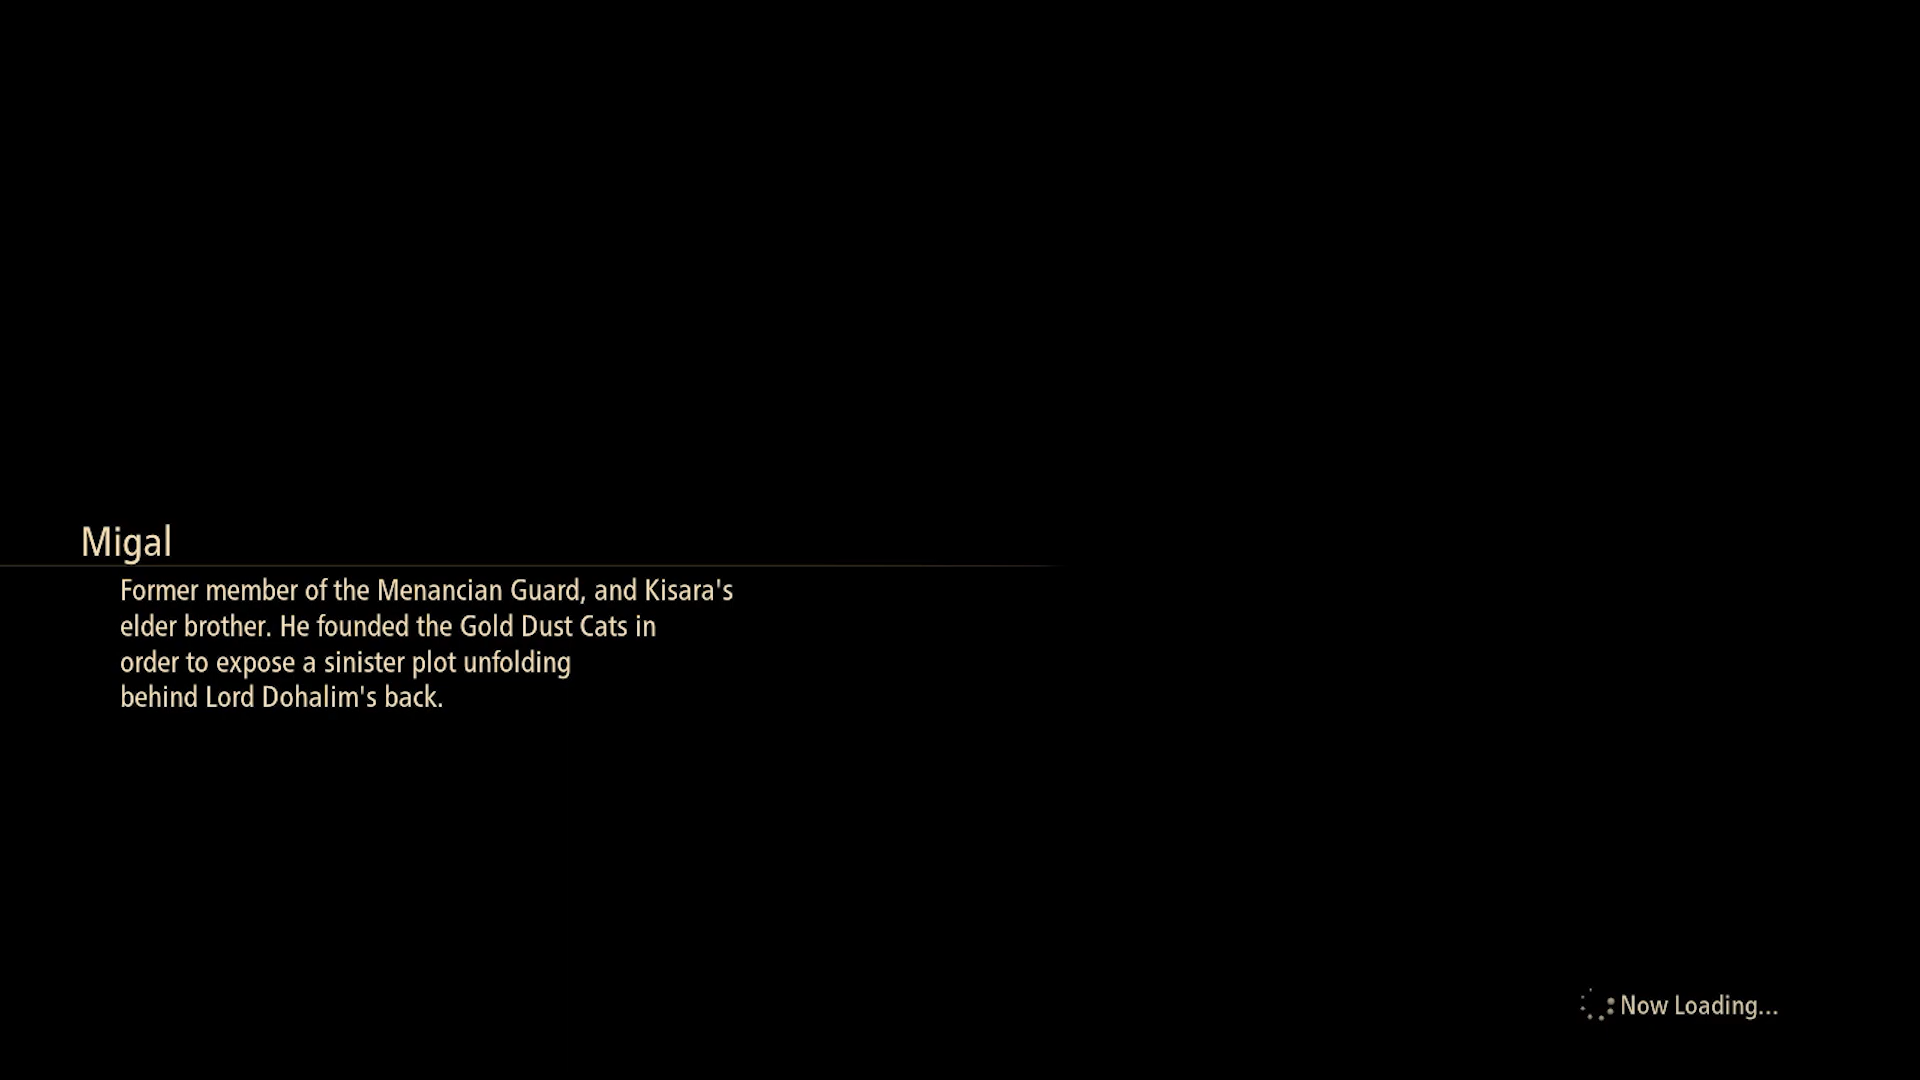 Migal
Former member of the Menancian Guard, and Kisara's
elder brother. He founded the Gold Dust Cats in
order to expose a sinister plot unfolding
behind Lord Dohalim's back.
Now Loading...